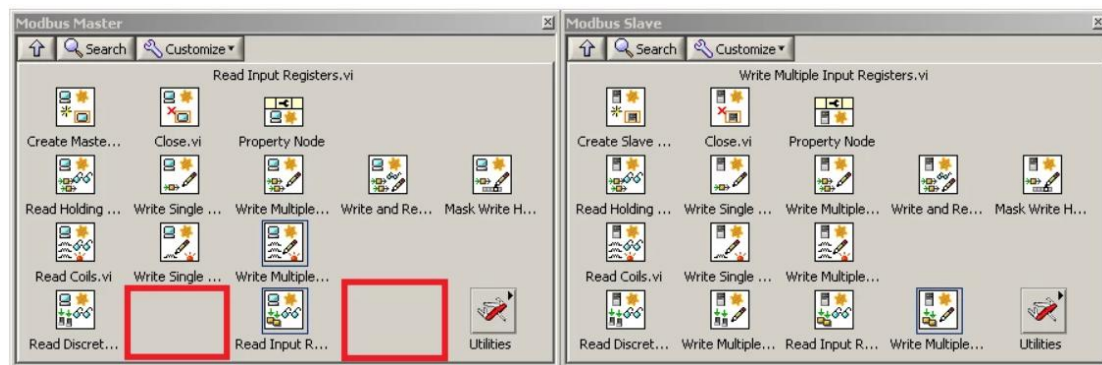 Modbus Master
Search Customize
Read Input Registers.vi
Create Maste... Close.vi Property Node
Read Holding ... Write Single ... Write Multiple... Write and Re... Mask Write H...
Read Coils.vi Write Single ... Write Multiple...
Read Discret... Read Input R... Utilities
Modbus Slave
Search Customize
Write Multiple Input Registers.vi
Create Slave ... Close.vi Property Node
Read Holding ... Write Single ... Write Multiple... Write and Re... Mask Write H...
Read Coils.vi Write Single ... Write Multiple...
Read Discret... Write Multiple... Read Input R... Write Multiple... Utilities